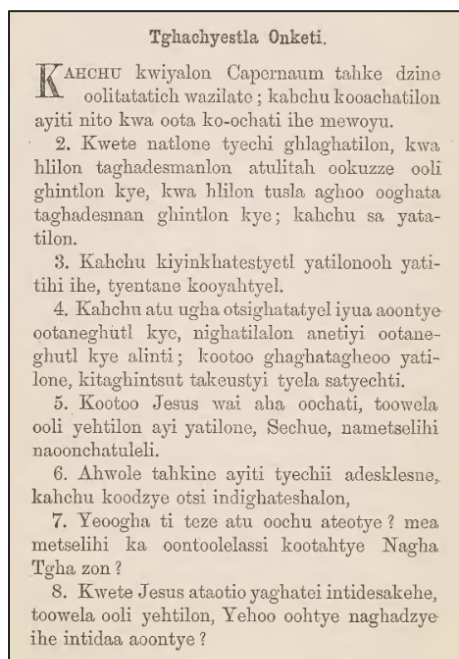 Tghachyestla Onketi.
KAHCHU kwiyalon Capernaum tahke dzine
oolitatatich wazilate; kahchu kooachatilon
ayiti nito kwa oota ko-ochati ihe mewoyu.
2. Kwete natlone tyechi ghlaghatilon, kwa
hlilon taghadesmanlon atulitah ookuzze ooli
ghintlon kye, kwa hlilon tusla aghoo ooghata
taghadesman ghintlon kye; kahchu sa yata-
tilon.
3. Kahchu kiyinkhatestyetl yatilonooh yati-
tihi ihe, tyentane kooyahtyel.
4. Kahchu atu ugha otsighatatyel iyua aoontye
ootaneghutl kye, nighatilalon anetiyi ootane-
ghutl kye alinti; kootoo ghaghatagheoo yati-
lone, kitaghintsut takeustyi tyela satyechti.
5. Kootoo Jesus wai aha oochati, toowela
ooli yehtilon ayi yatilone, Sechue, nametselihi
naoonchatuleli.
6. Ahwole tahkine ayiti tyechii adesklesne,
kahchu koodzye otsi indighateshalon,
7. Yeoogha ti teze atu oochu ateotye? mea
metselihi ka oontoolelassi kootahtye Nagha
Tgha zon?
8. Kwete Jesus ataotio yaghatei intidesakehe,
toowela ooli yehtilon, Yehoo oohtye naghadzye
ihe intidaa aoontye?